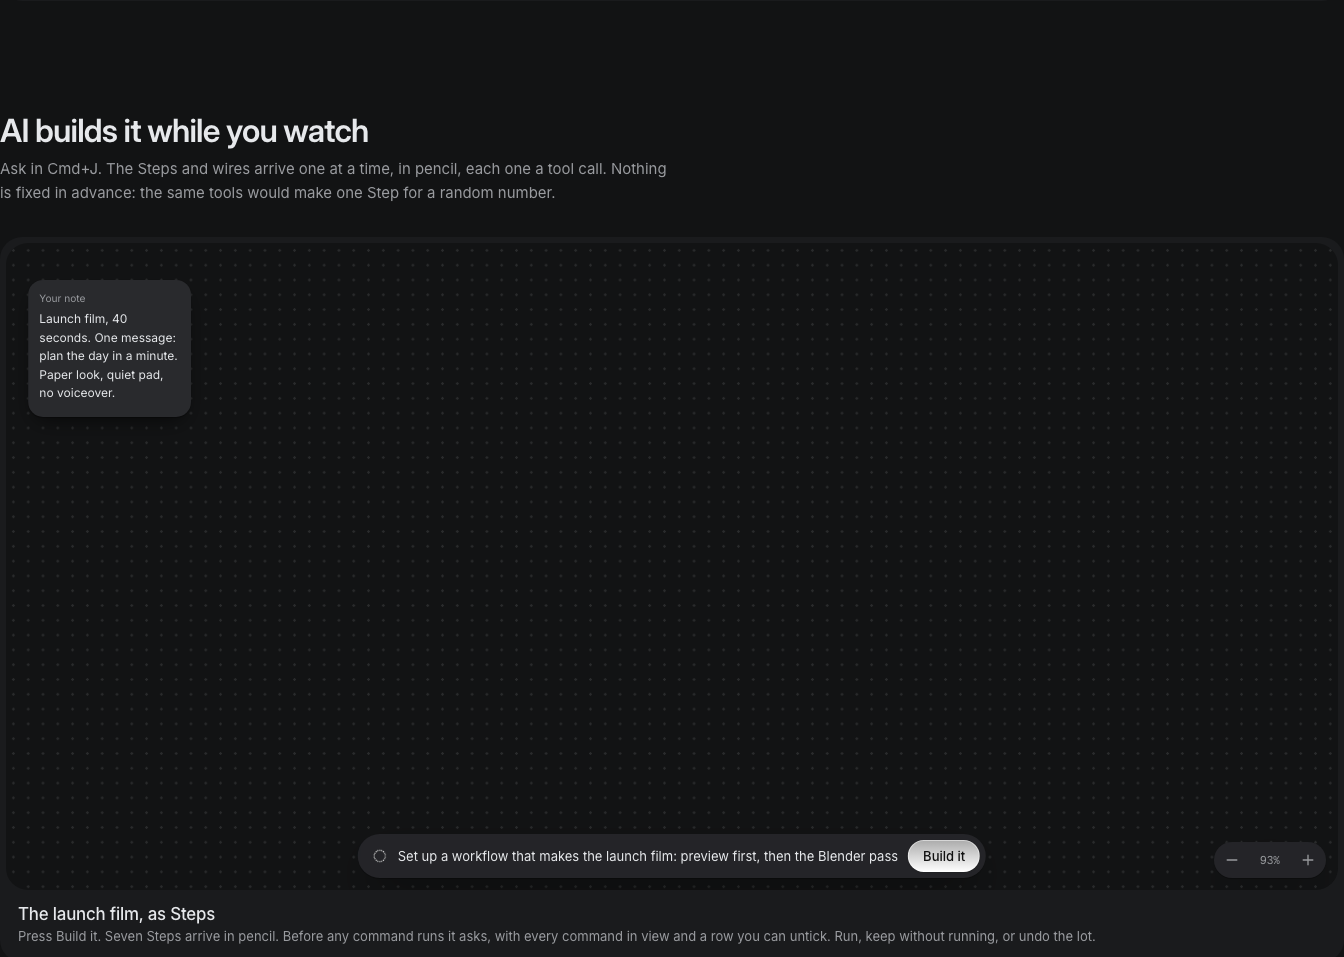 AI builds it while you watch
Ask in Cmd+J. The Steps and wires arrive one at a time, in pencil, each one a tool call. Nothing
is fixed in advance: the same tools would make one Step for a random number.
Your note
Launch film, 40
seconds. One message:
plan the day in a minute.
Paper look, quiet pad,
no voiceover.
Set up a workflow that makes the launch film: preview first, then the Blender pass
Build it
93%
The launch film, as Steps
Press Build it. Seven Steps arrive in pencil. Before any command runs it asks, with every command in view and a row you can untick. Run, keep without running, or undo the lot.